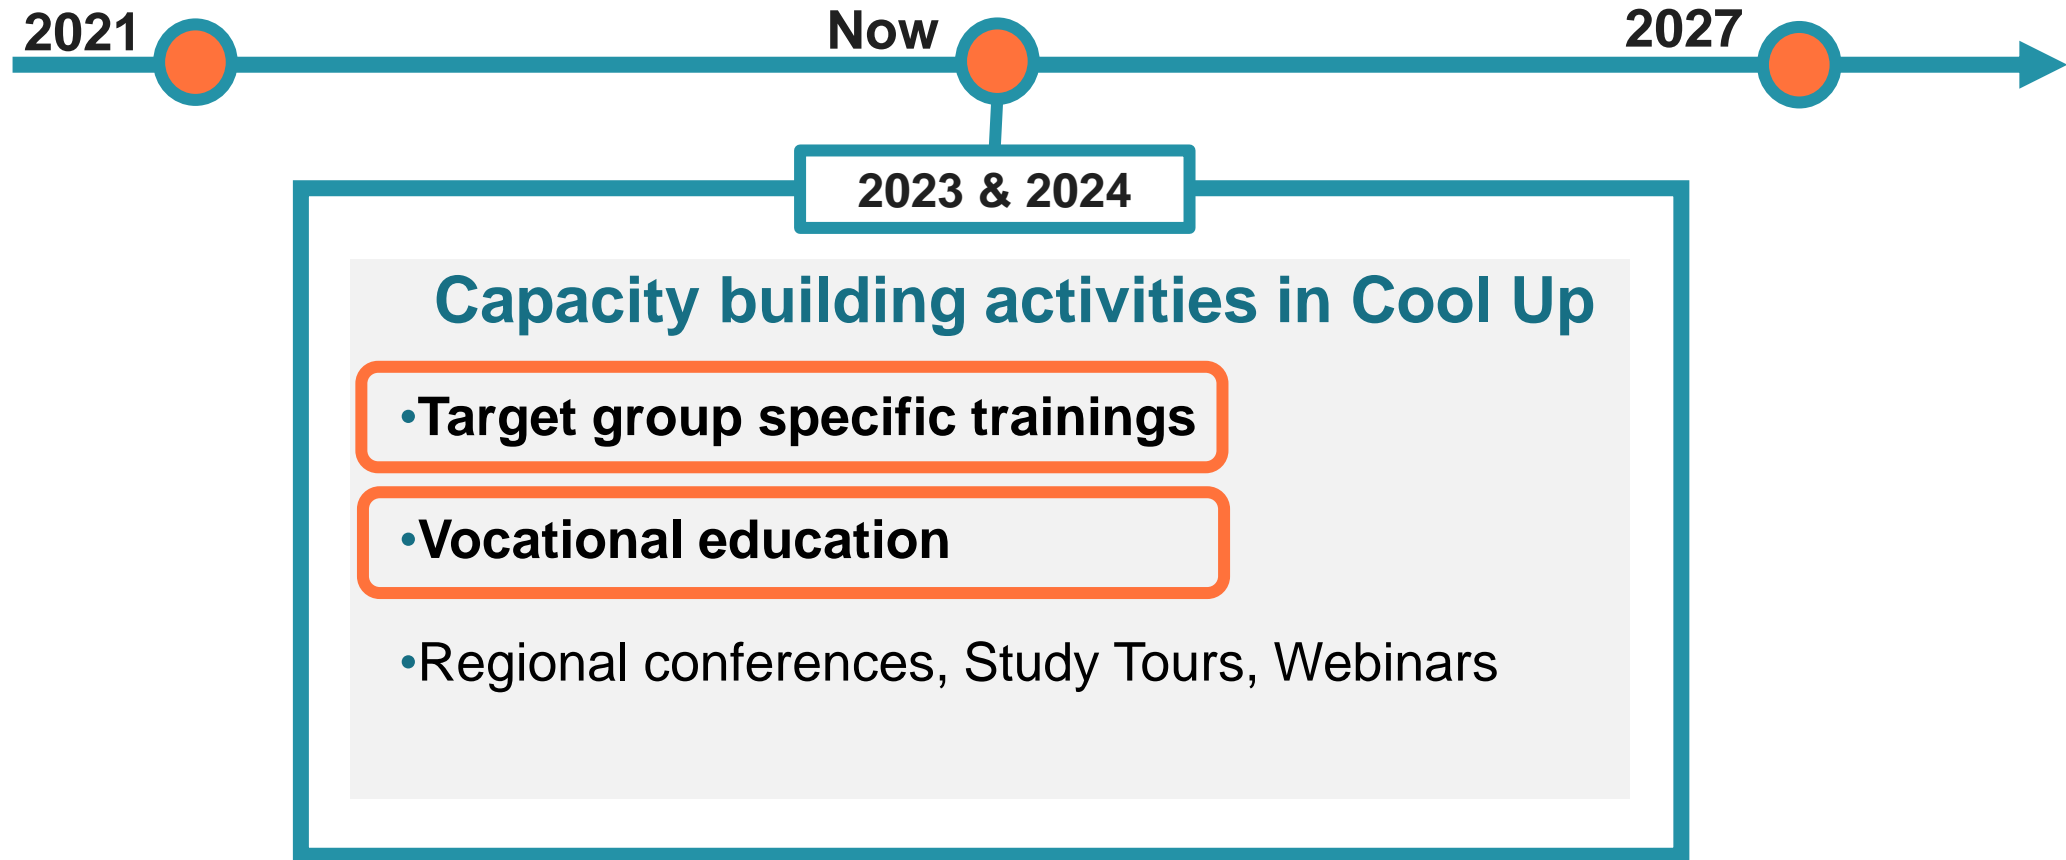 2021
Now
2027
2023 & 2024
Capacity building activities in Cool Up
•Target group specific trainings
•Vocational education
•Regional conferences, Study Tours, Webinars